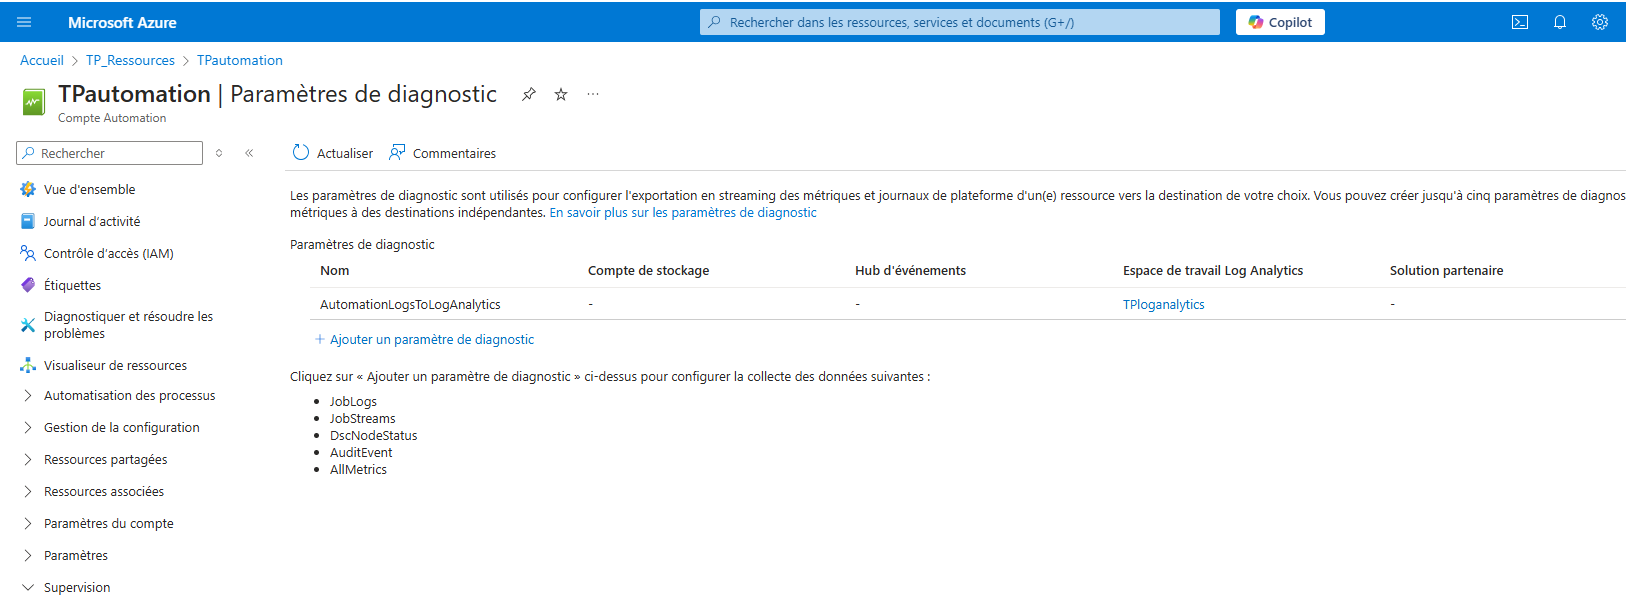 Microsoft Azure
Rechercher dans les ressources, services et documents (G+/)
Copilot
Accueil > TP_Ressources > TPautomation
TPautomation | Paramètres de diagnostic
Compte Automation
Rechercher
Actualiser
Commentaires
Vue d'ensemble
Journal d'activité
Contrôle d'accès (IAM)
Étiquettes
Diagnostiquer et résoudre les
problèmes
Visualiseur de ressources
Automatisation des processus
Gestion de la configuration
Ressources partagées
Ressources associées
Paramètres du compte
Paramètres
Supervision
Les paramètres de diagnostic sont utilisés pour configurer l'exportation en streaming des métriques et journaux de plateforme d'un(e) ressource vers la destination de votre choix. Vous pouvez créer jusqu'à cinq paramètres de diagnos
métriques à des destinations indépendantes. En savoir plus sur les paramètres de diagnostic
Paramètres de diagnostic
Nom Compte de stockage Hub d'événements Espace de travail Log Analytics Solution partenaire
AutomationLogsToLogAnalytics - - TPloganalytics -
+ Ajouter un paramètre de diagnostic
Cliquez sur « Ajouter un paramètre de diagnostic » ci-dessus pour configurer la collecte des données suivantes :
• JobLogs
• JobStreams
• DscNodeStatus
• AuditEvent
• AllMetrics